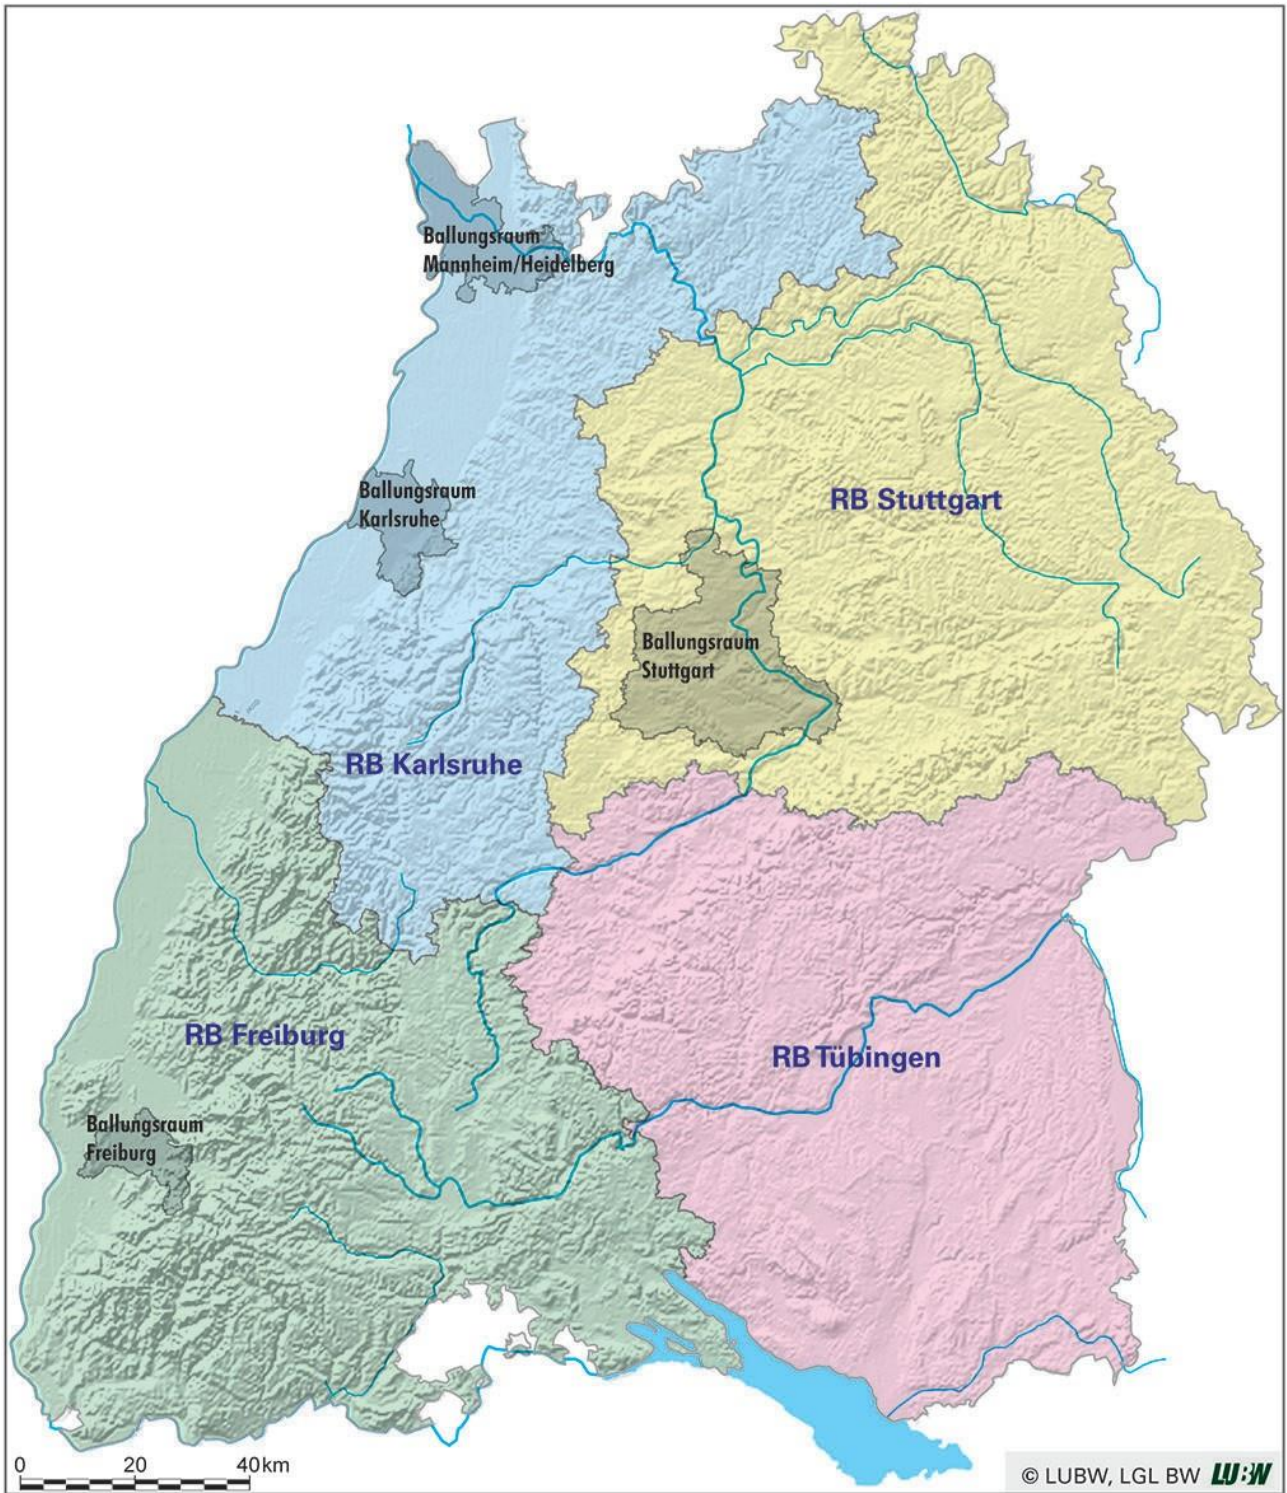 Ballungsraum
Mannheim/Heidelberg
Ballungsraum
Karlsruhe
RB Stuttgart
Ballungsraum
Stuttgart
RB Karlsruhe
RB Freiburg
RB Tübingen
Ballungsraum
Freiburg
0 20 40km
© LUBW, LGL BW LUBW